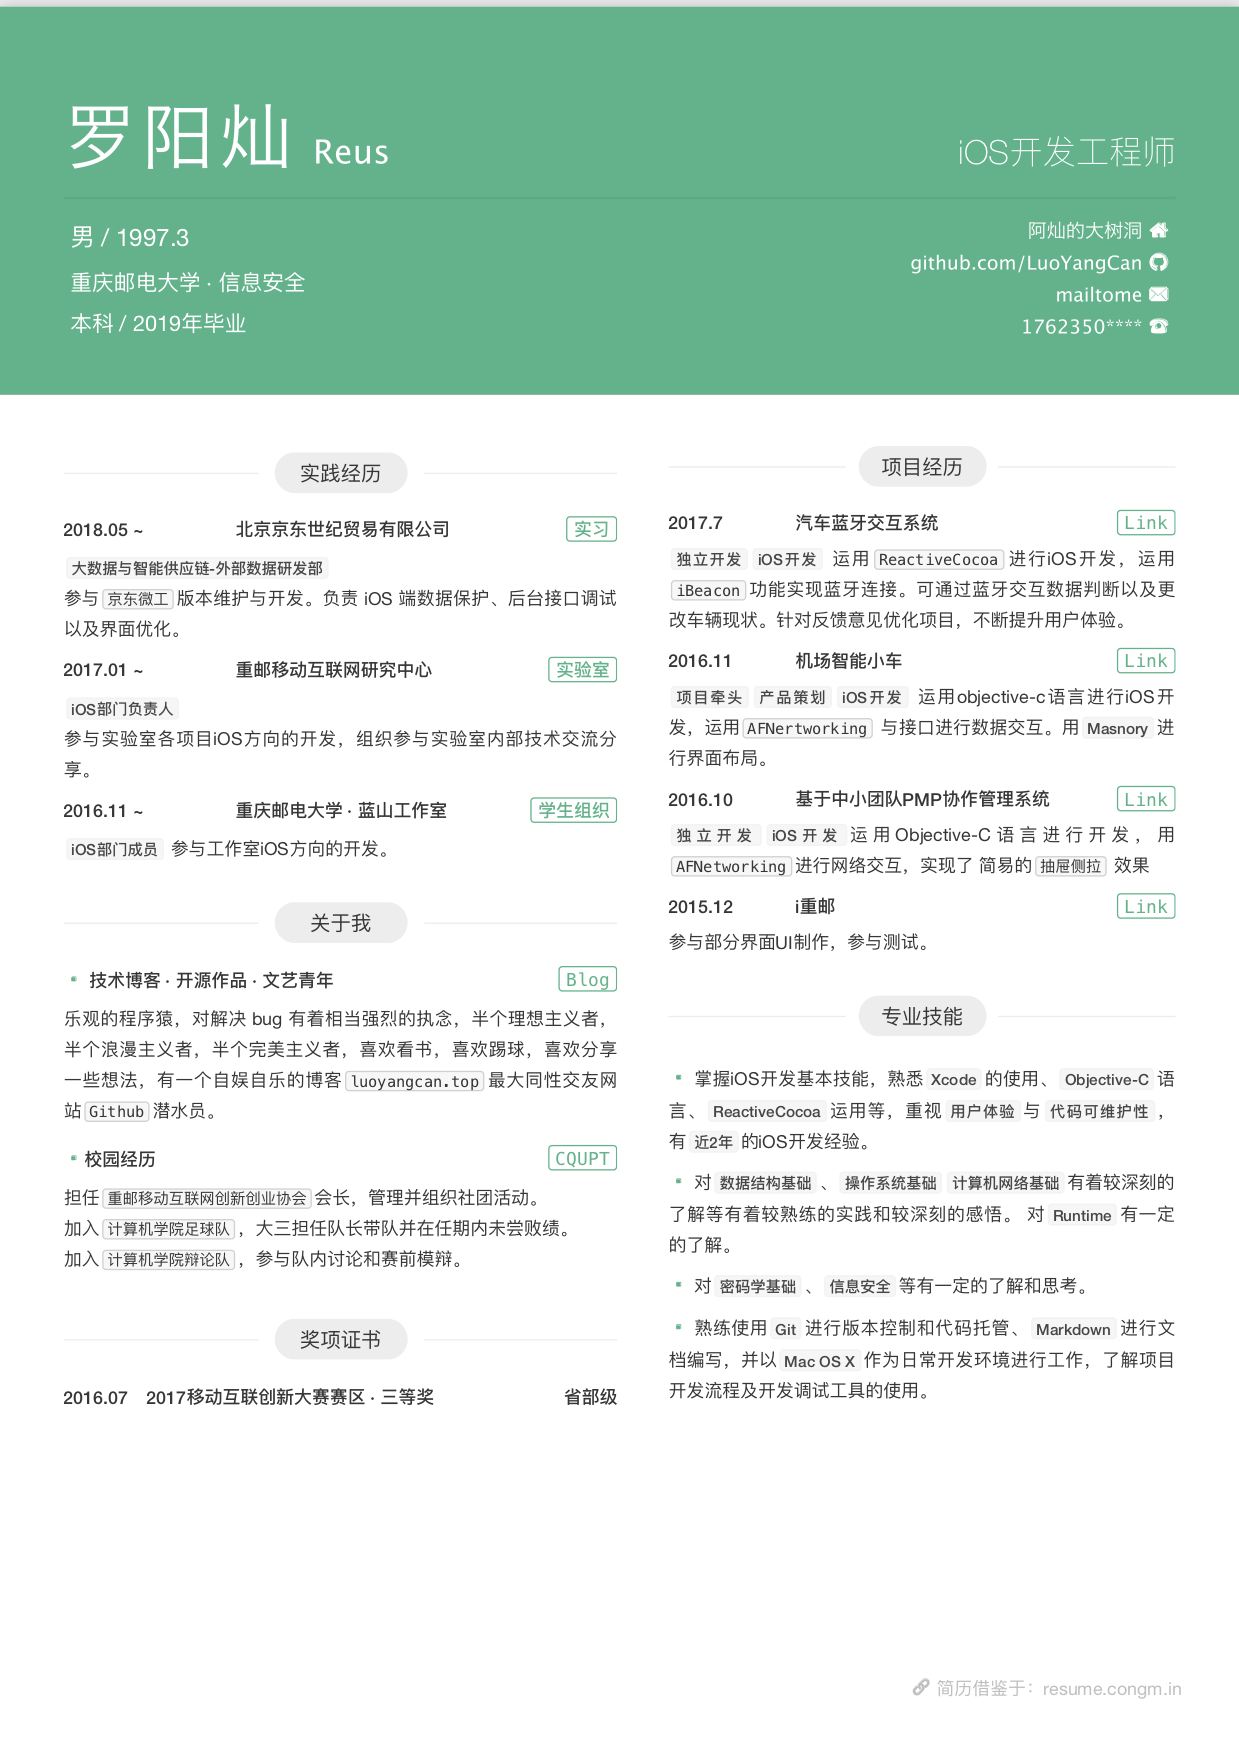 罗阳灿 Reus
iOS开发工程师
男 / 1997.3
重庆邮电大学 · 信息安全
本科 / 2019年毕业
阿灿的大树洞
github.com/LuoYangCan
mailtome
1762350****
实践经历
2018.05 ~ 北京京东世纪贸易有限公司 实习
大数据与智能供应链-外部数据研发部
参与 京东微工 版本维护与开发。负责 iOS 端数据保护、后台接口调试
以及界面优化。
2017.01 ~ 重邮移动互联网研究中心 实验室
iOS部门负责人
参与实验室各项目iOS方向的开发，组织参与实验室内部技术交流分
享。
2016.11 ~ 重庆邮电大学 · 蓝山工作室 学生组织
iOS部门成员 参与工作室iOS方向的开发。
关于我
技术博客 · 开源作品 · 文艺青年 Blog
乐观的程序猿，对解决 bug 有着相当强烈的执念，半个理想主义者，
半个浪漫主义者，半个完美主义者，喜欢看书，喜欢踢球，喜欢分享
一些想法，有一个自娱自乐的博客 luoyangcan.top 最大同性交友网
站 Github 潜水员。
校园经历 CQUPT
担任 重邮移动互联网创新创业协会 会长，管理并组织社团活动。
加入 计算机学院足球队 ，大三担任队长带队并在任期内未尝败绩。
加入 计算机学院辩论队 ，参与队内讨论和赛前模辩。
奖项证书
2016.07 2017移动互联创新大赛赛区 · 三等奖 省部级
项目经历
2017.7 汽车蓝牙交互系统 Link
独立开发 iOS开发 运用 ReactiveCocoa 进行iOS开发，运用
iBeacon 功能实现蓝牙连接。可通过蓝牙交互数据判断以及更
改车辆现状。针对反馈意见优化项目，不断提升用户体验。
2016.11 机场智能小车 Link
项目牵头 产品策划 iOS开发 运用objective-c语言进行iOS开
发，运用 AFNertworking 与接口进行数据交互。用 Masnory 进
行界面布局。
2016.10 基于中小团队PMP协作管理系统 Link
独立开发 iOS开发 运用Objective-C语言进行开发，用
AFNetworking 进行网络交互，实现了 简易的 抽屉侧拉 效果
2015.12 i重邮 Link
参与部分界面UI制作，参与测试。
专业技能
掌握iOS开发基本技能，熟悉 Xcode 的使用、 Objective-C 语
言、 ReactiveCocoa 运用等，重视 用户体验 与 代码可维护性 ，
有 近2年 的iOS开发经验。
对 数据结构基础 、 操作系统基础 计算机网络基础 有着较深刻的
了解等有着较熟练的实践和较深刻的感悟。 对 Runtime 有一定
的了解。
对 密码学基础 、 信息安全 等有一定的了解和思考。
熟练使用 Git 进行版本控制和代码托管、 Markdown 进行文
档编写，并以 Mac OS X 作为日常开发环境进行工作，了解项目
开发流程及开发调试工具的使用。
简历借鉴于：resume.congm.in